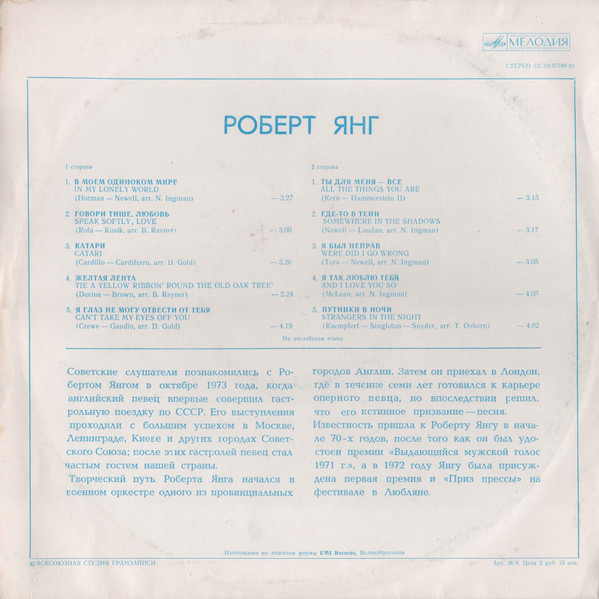 МЕЛОДИЯ
РОБЕРТ ЯНГ
1 сторона
1. В МОЕМ ОДИНОКОМ МИРЕ
IN MY LONELY WORLD
(Horman — Newell, arr. N. Ingman) — 3.27
2. ГОВОРИ ТИШЕ, ЛЮБОВЬ
SPEAK SOFTLY, LOVE
(Rota — Kusik, arr. B. Rayner) — 3.00
3. КАТАРИ
CATARI
(Cardillo — Cardiferro, arr. D. Gold) — 3.20
4. ЖЕЛТАЯ ЛЕНТА
TIE A YELLOW RIBBON' ROUND THE OLD OAK TREE'
(Devine — Brown, arr. B. Rayner) — 2.24
5. Я ГЛАЗ НЕ МОГУ ОТВЕСТИ ОТ ТЕБЯ
CAN'T TAKE MY EYES OFF YOU
(Crewe — Gaudio, arr. D. Gold) — 4.19
2 сторона
1. ТЫ ДЛЯ МЕНЯ — ВСЕ
ALL THE THINGS YOU ARE
(Kern — Hammerstein II) — 3.15
2. ГДЕ-ТО В ТЕНИ
SOMEWHERE IN THE SHADOWS
(Newell — Laudan, arr. N. Ingman) — 3.17
3. Я БЫЛ НЕПРАВ
WERE DID I GO WRONG
(Tura — Newell, arr. N. Ingman) — 3.05
4. Я ТАК ЛЮБЛЮ ТЕБЯ
AND I LOVE YOU SO
(McLean, arr. N. Ingman) — 4.05
5. ПУТНИКИ В НОЧИ
STRANGERS IN THE NIGHT
(Kaempfert — Singleton — Snyder, arr. T. Osborn) — 4.02
На английском языке
Советские слушатели познакомились с Ро-
бертом Янгом в октябре 1973 года, когда
английский певец впервые совершил гаст-
рольную поездку по СССР. Его выступления
проходили с большим успехом в Москве,
Ленинграде, Киеве и других городах Совет-
ского Союза; после этих гастролей певец стал
частым гостем нашей страны.
Творческий путь Роберта Янга начался в
военном оркестре одного из провинциальных
городов Англии. Затем он приехал в Лондон,
где в течение семи лет готовился к карьере
оперного певца, но впоследствии решил,
что его истинное призвание — песня.
Известность пришла к Роберту Янгу в нача-
ле 70-х годов, после того как он был удо-
стоен премии «Выдающийся мужской голос
1971 г.», а в 1972 году Янгу была присуж-
дена первая премия и «Приз прессы» на
фестивале в Любляне.
Изготовлена по лицензии фирмы EMI Records, Великобритания
© ВСЕСОЮЗНАЯ СТУДИЯ ГРАМЗАПИСИ
Арт. Цена 2 руб. 15 коп.